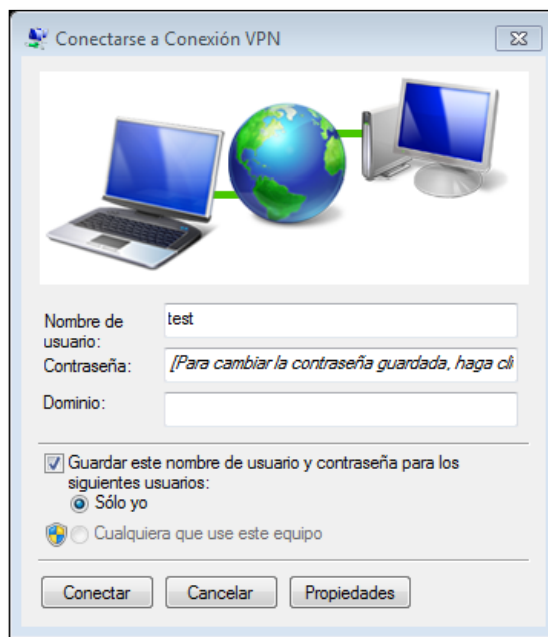 Conectarse a Conexión VPN
Nombre de
usuario:
test
Contraseña:
[Para cambiar la contraseña guardada, haga cli
Dominio:
Guardar este nombre de usuario y contraseña para los
siguientes usuarios:
Sólo yo
Cualquiera que use este equipo
Conectar
Cancelar
Propiedades